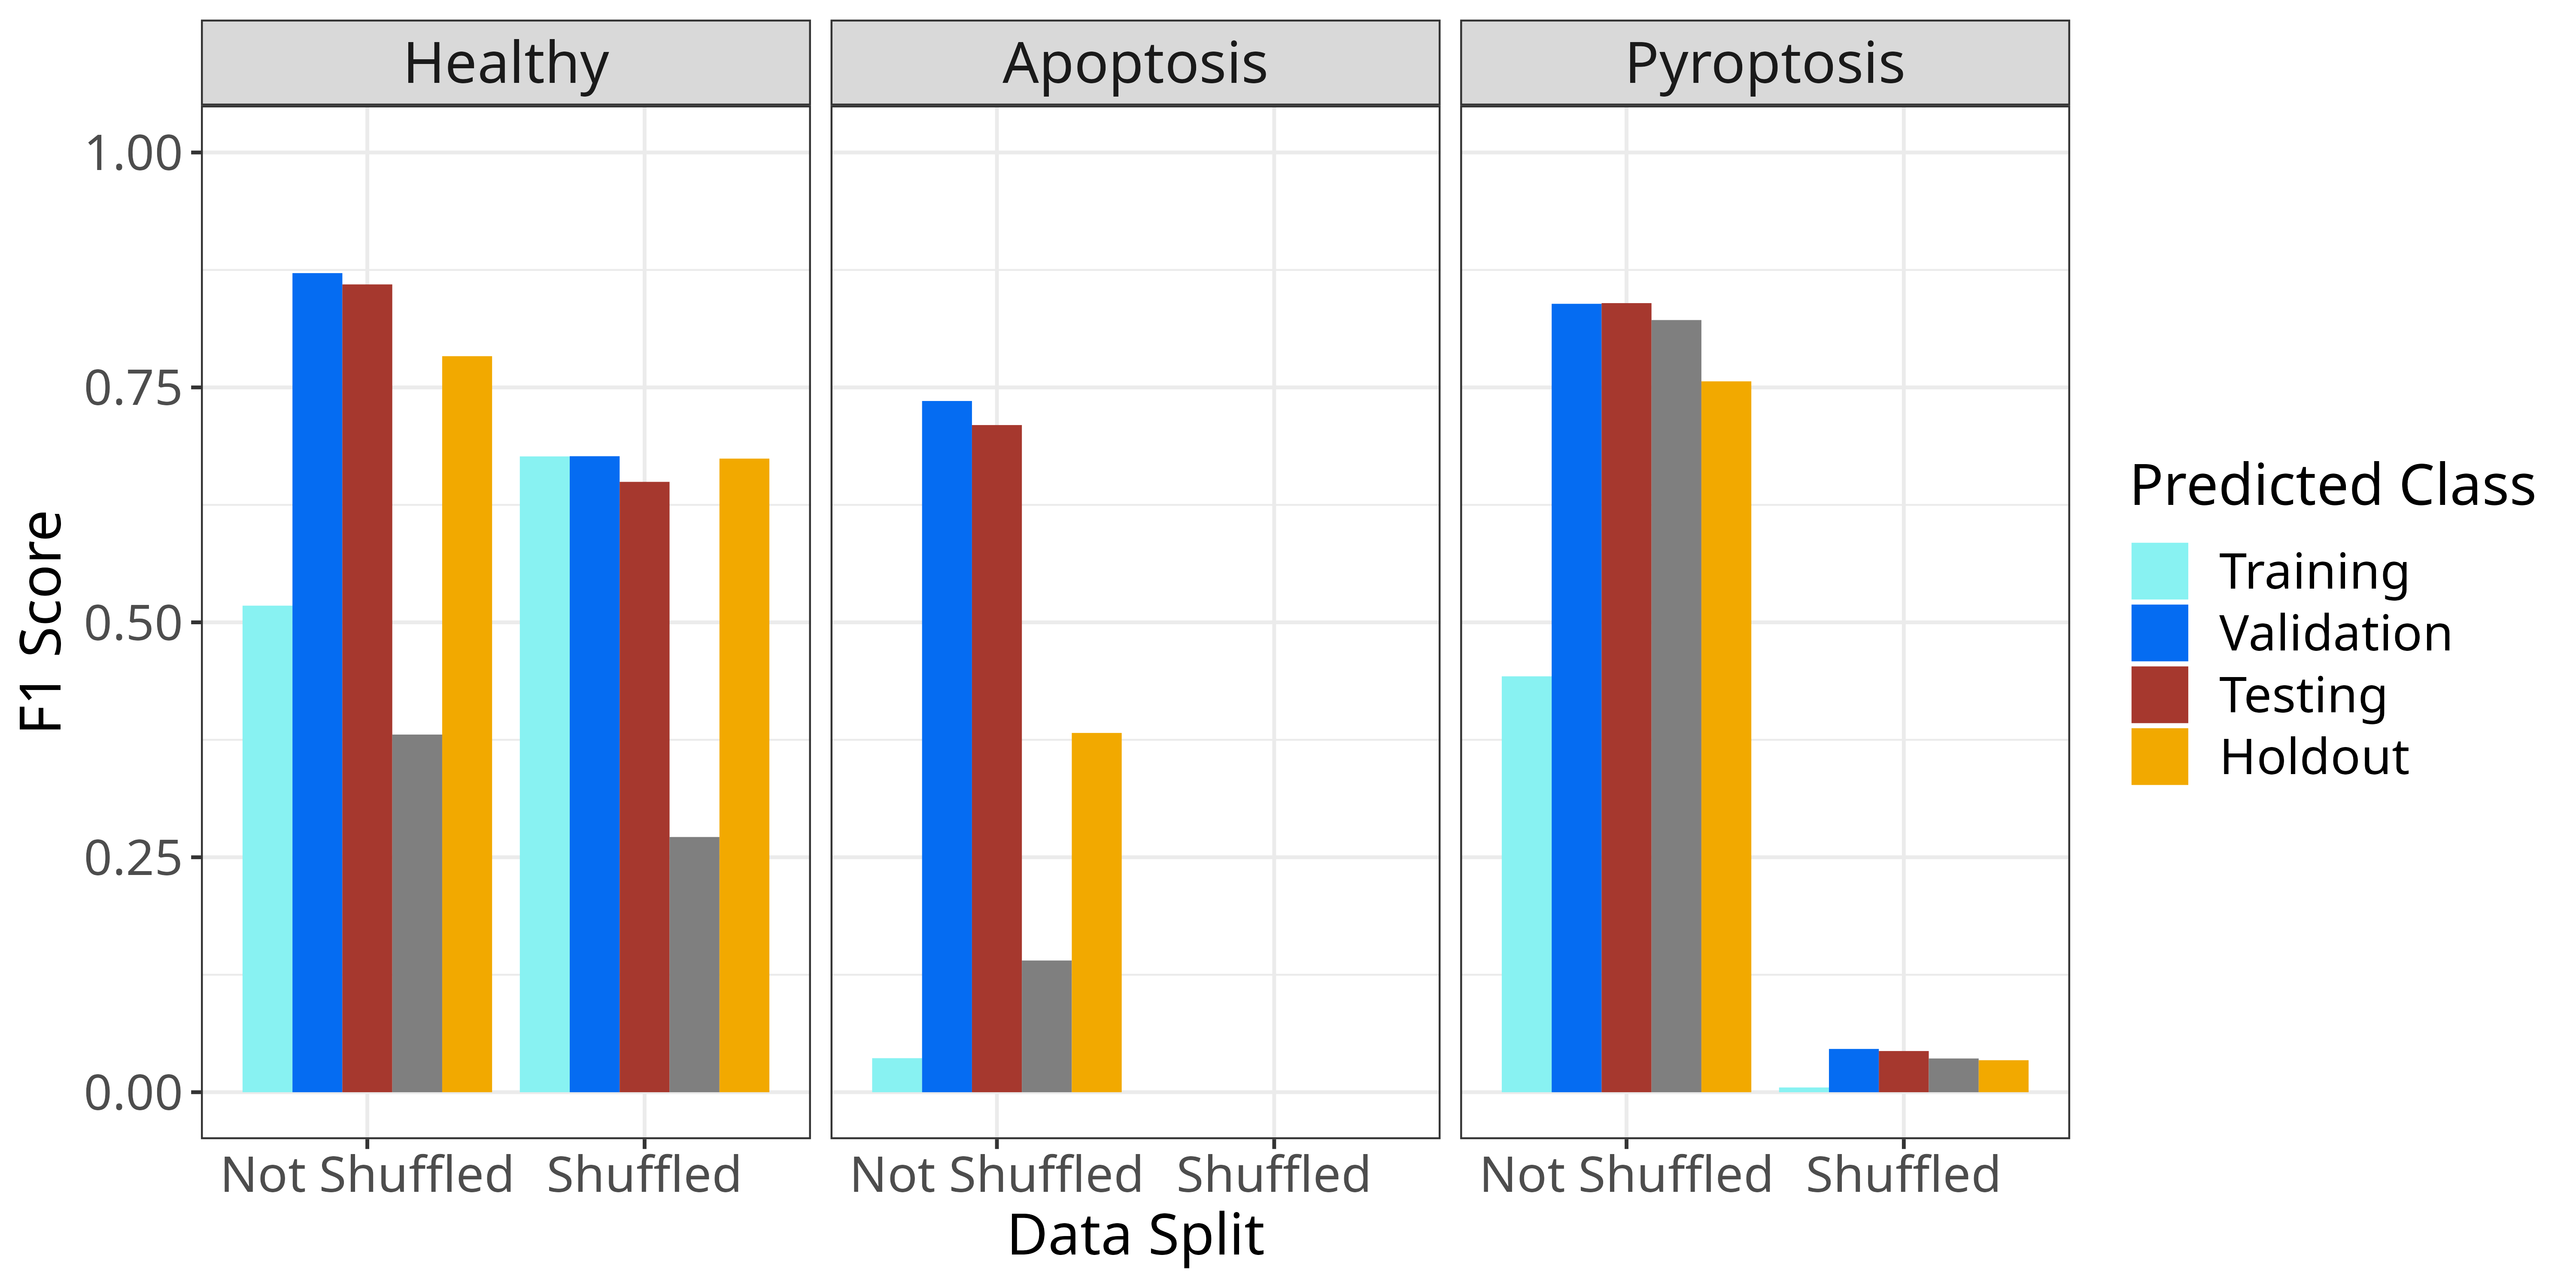 Healthy
Apoptosis
Pyroptosis
1.00
0.75
0.50
0.25
0.00
F1 Score
Not Shuffled
Shuffled
Not Shuffled
Shuffled
Not Shuffled
Shuffled
Data Split
Predicted Class
Training
Validation
Testing
Holdout